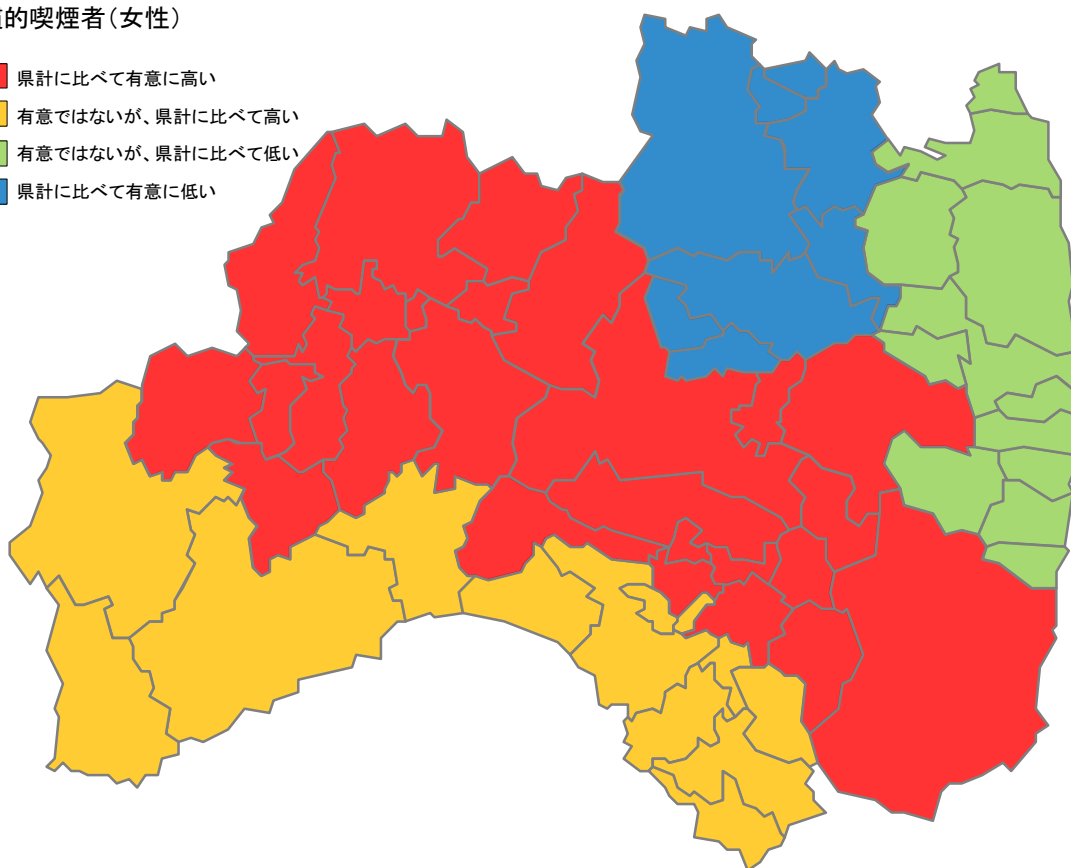 的喫煙者（女性）
県計に比べて有意に高い
有意ではないが、県計に比べて高い
有意ではないが、県計に比べて低い
県計に比べて有意に低い